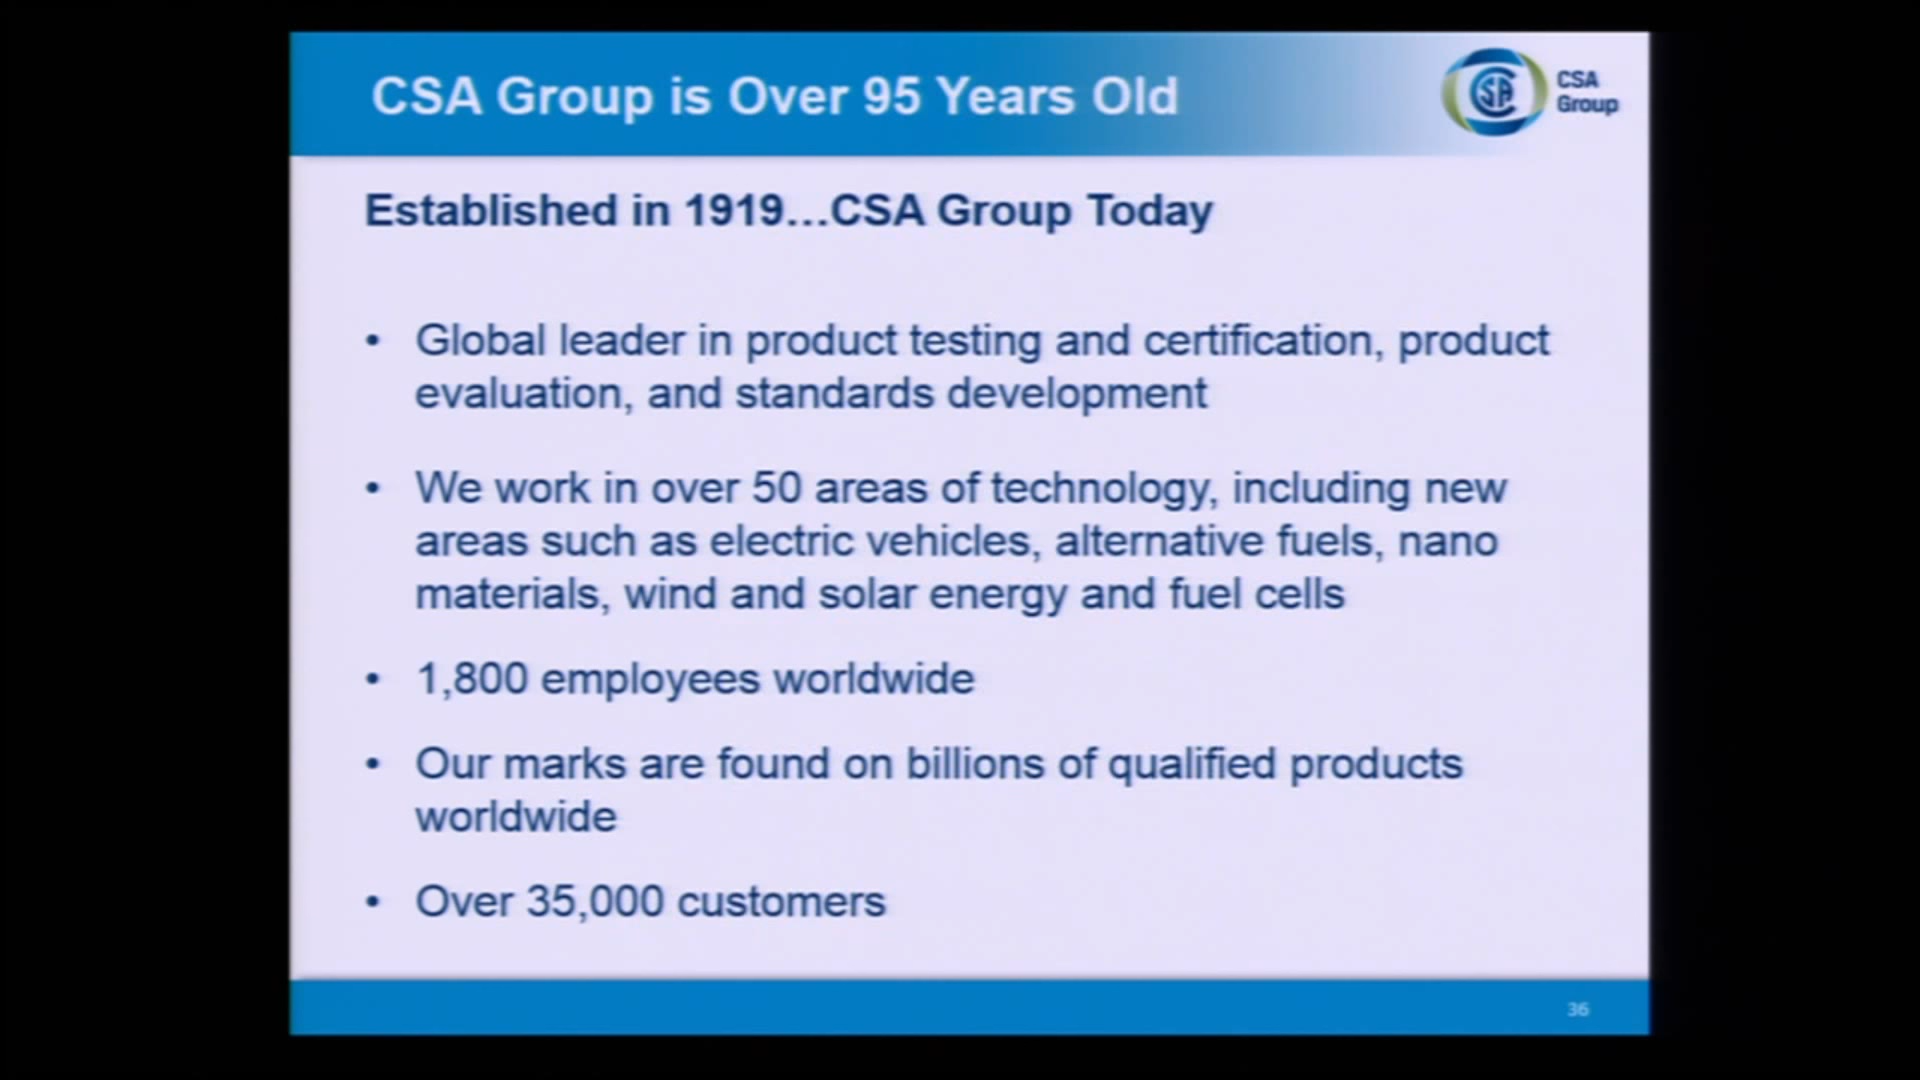 CSA Group is Over 95 Years Old
CSA
Group
Established in 1919...CSA Group Today
• Global leader in product testing and certification, product
evaluation, and standards development
• We work in over 50 areas of technology, including new
areas such as electric vehicles, alternative fuels, nano
materials, wind and solar energy and fuel cells
• 1,800 employees worldwide
• Our marks are found on billions of qualified products
worldwide
• Over 35,000 customers
36